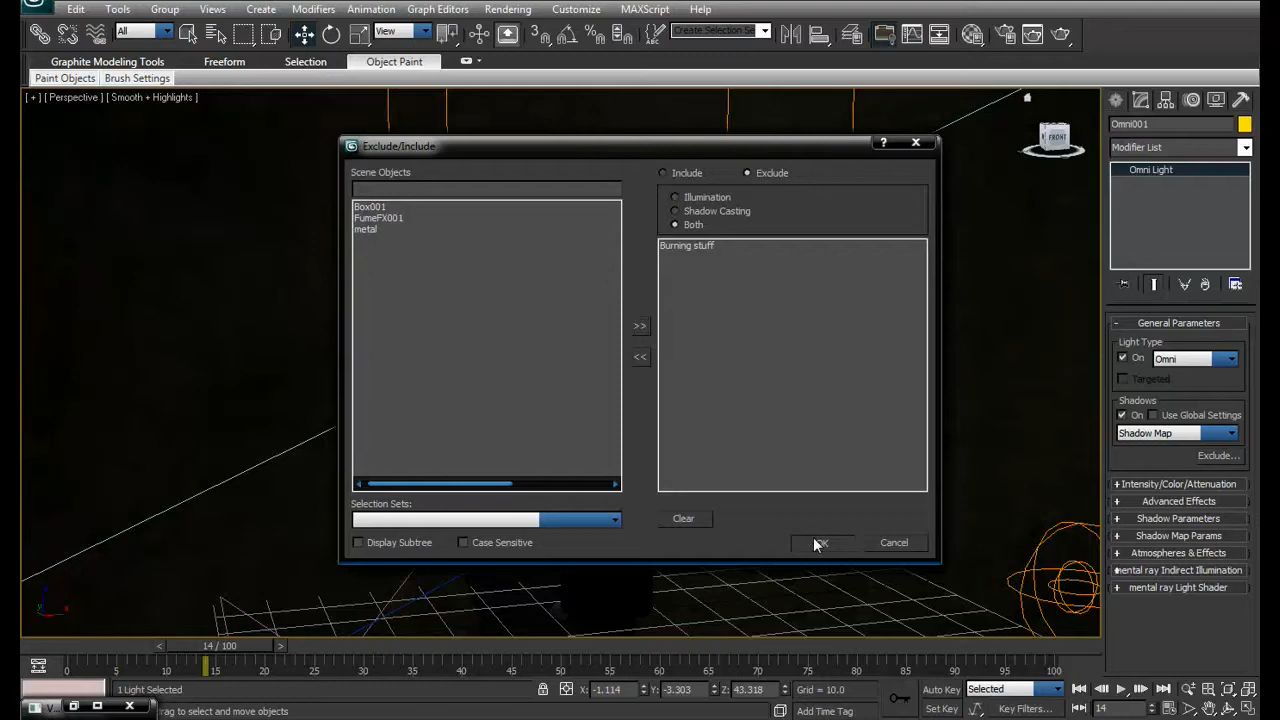 Edit Tools Group Views Create Modifiers Animation Graph Editors Rendering Customize MAXScript Help
All View Create Selection Se
Graphite Modeling Tools Freeform Selection Object Paint
Paint Objects Brush Settings
[ + ] [ Perspective ] [ Smooth + Highlights ]
FRONT
Omni001
Modifier List
Omni Light
Exclude/Include
Scene Objects
Include Exclude
Illumination
Shadow Casting
Both
Box001
FumeFX001
metal
Burning stuff
>>
<<
Selection Sets:
Clear
Display Subtree Case Sensitive
OK Cancel
General Parameters
Light Type
On Omni
Targeted
Shadows
On Use Global Settings
Shadow Map
Exclude...
Intensity/Color/Attenuation
Advanced Effects
Shadow Parameters
Shadow Map Params
Atmospheres & Effects
mental ray Indirect Illumination
mental ray Light Shader
14 / 100
0 5 10 15 20 25 30 35 40 45 50 55 60 65 70 75 80 85 90 95 100
1 Light Selected X: -1.114 Y: -3.303 Z: 43.318 Grid = 10.0 Auto Key Selected
V... drag to select and move objects Add Time Tag Set Key Key Filters... 14